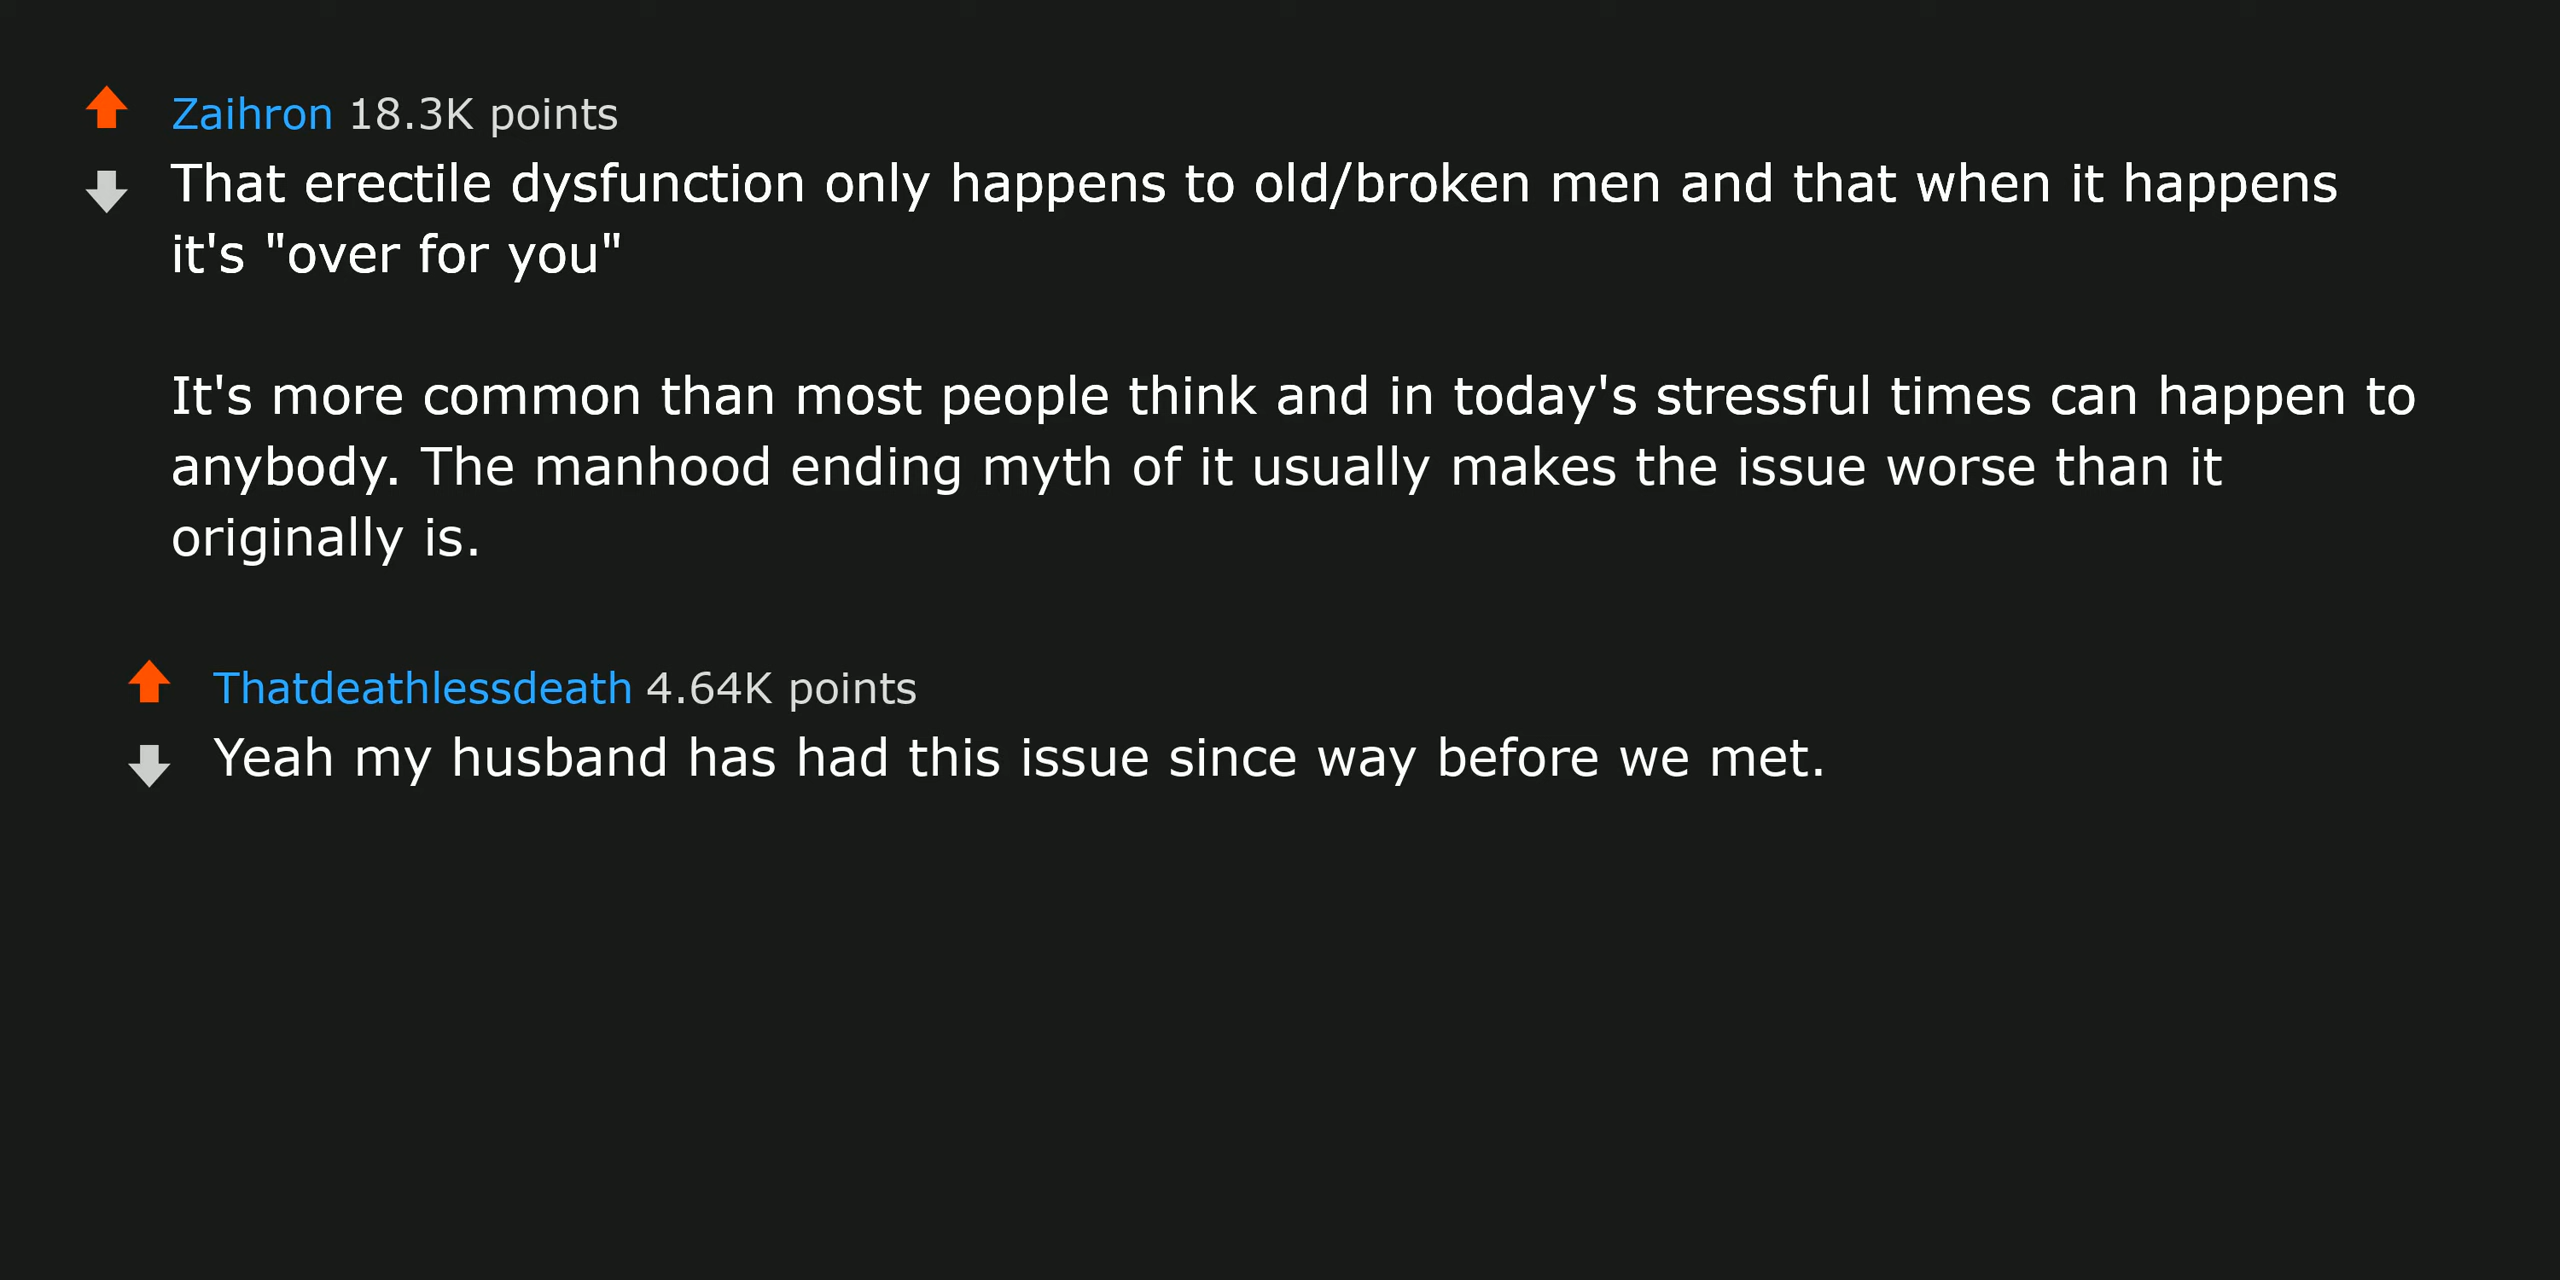 Zaihron 18.3K points
That erectile dysfunction only happens to old/broken men and that when it happens
it's "over for you"
It's more common than most people think and in today's stressful times can happen to
anybody. The manhood ending myth of it usually makes the issue worse than it
originally is.
Thatdeathlessdeath 4.64K points
Yeah my husband has had this issue since way before we met.